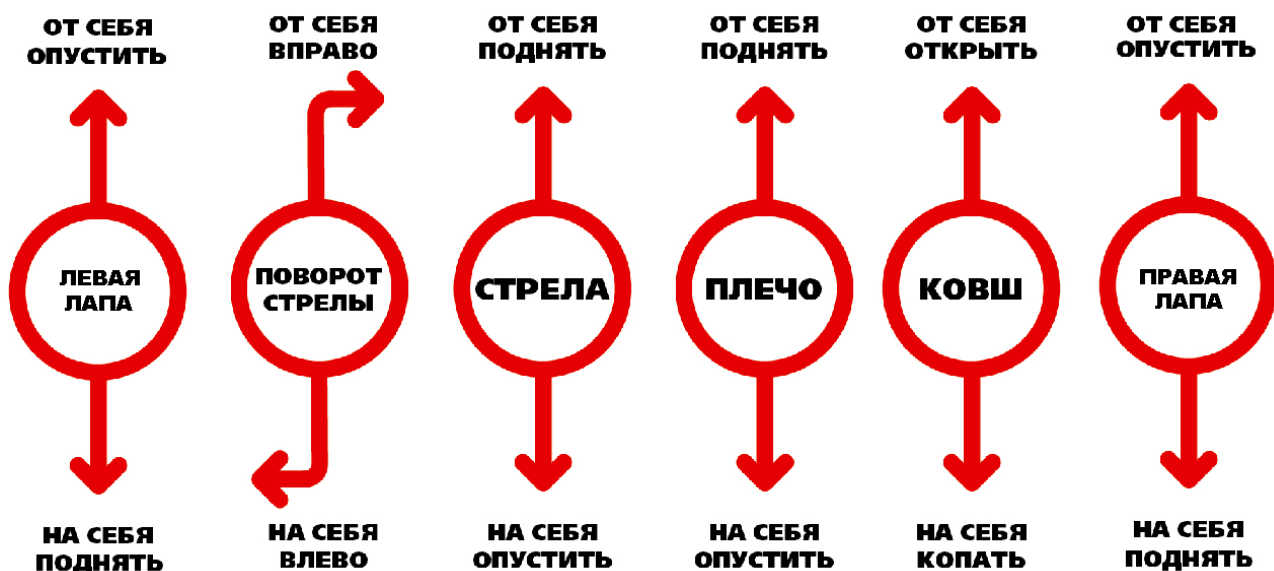 ОТ СЕБЯ
ОПУСТИТЬ
ОТ СЕБЯ
ВПРАВО
ОТ СЕБЯ
ПОДНЯТЬ
ОТ СЕБЯ
ПОДНЯТЬ
ОТ СЕБЯ
ОТКРЫТЬ
ОТ СЕБЯ
ОПУСТИТЬ
ЛЕВАЯ
ЛАПА
ПОВОРОТ
СТРЕЛЫ
СТРЕЛА
ПЛЕЧО
КОВШ
ПРАВАЯ
ЛАПА
НА СЕБЯ
ПОДНЯТЬ
НА СЕБЯ
ВЛЕВО
НА СЕБЯ
ОПУСТИТЬ
НА СЕБЯ
ОПУСТИТЬ
НА СЕБЯ
КОПАТЬ
НА СЕБЯ
ПОДНЯТЬ